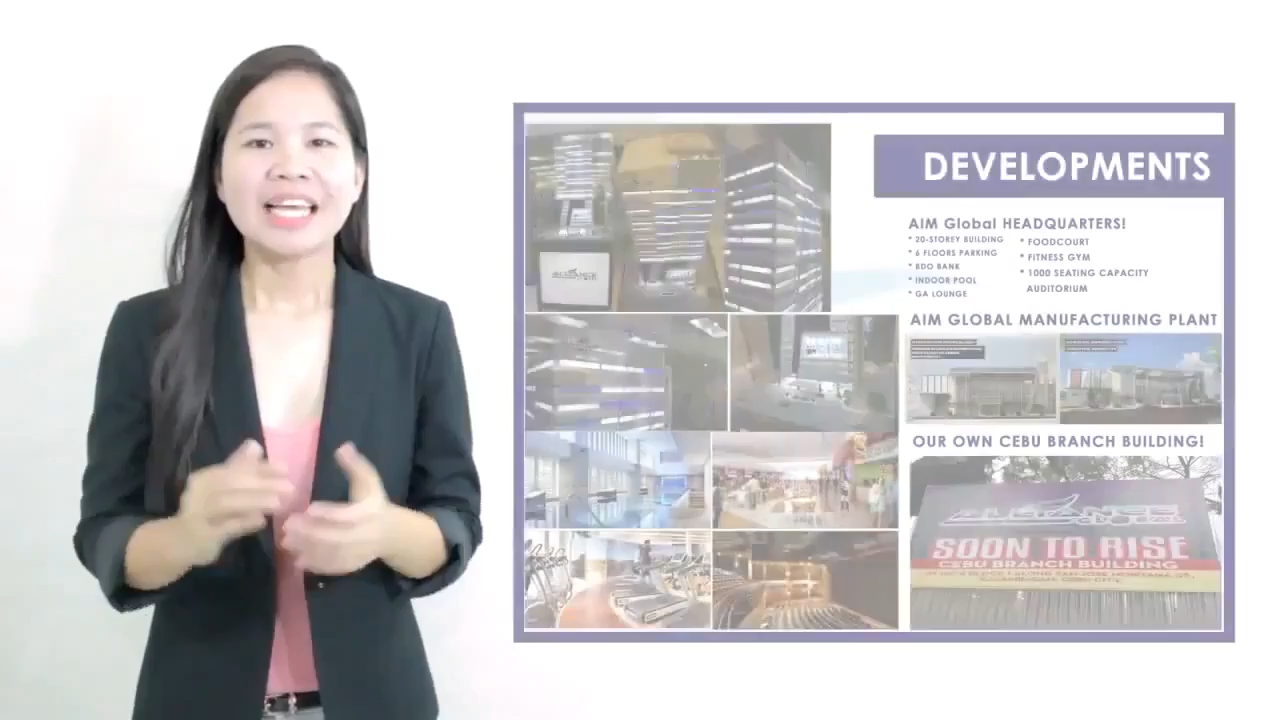 DEVELOPMENTS
AIM Global HEADQUARTERS!
* 20-STOREY BUILDING
* 6 FLOORS PARKING
* BDO BANK
* INDOOR POOL
* GA LOUNGE
* FOODCOURT
* FITNESS GYM
* 1000 SEATING CAPACITY
AUDITORIUM
AIM GLOBAL MANUFACTURING PLANT
OUR OWN CEBU BRANCH BUILDING!
ALLIANCE
GLOBAL
SOON TO RISE
CEBU BRANCH BUILDING